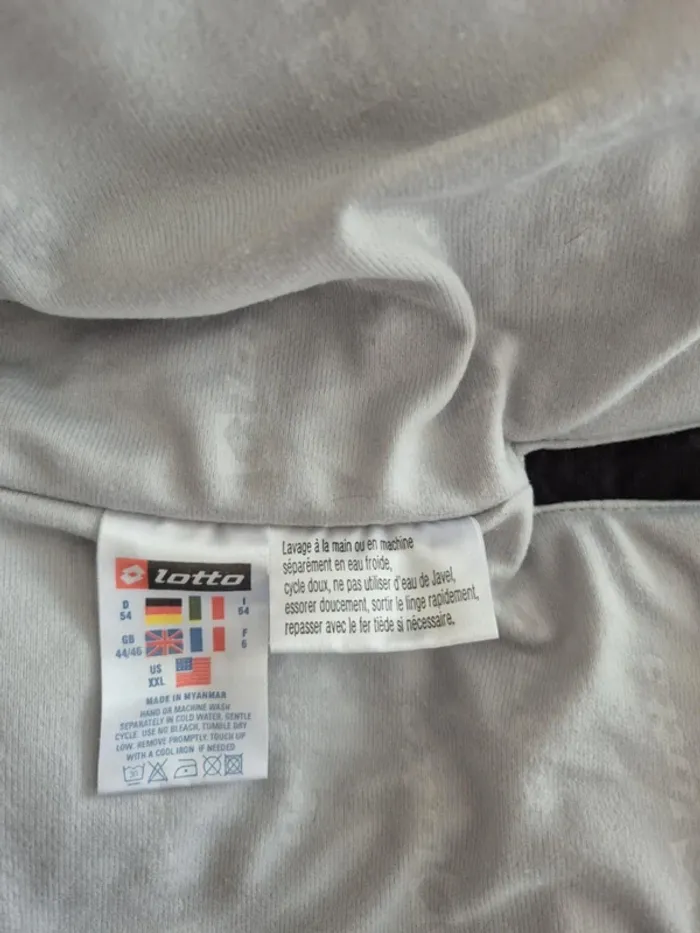 lotto
D I
54 54
GB F
44/46 6
US
XXL
MADE IN MYANMAR
HAND OR MACHINE WASH
SEPARATELY IN COLD WATER. GENTLE
CYCLE. USE NO BLEACH, TUMBLE DAY
LOW. REMOVE PROMPTLY. TOUCH UP
WITH A COOL IRON IF NEEDED
30
Lavage à la main ou en machine
séparément en eau froide,
cycle doux, ne pas utiliser d'eau de Javel,
essorer doucement, sortir le linge rapidement,
repasser avec le fer tiède si nécessaire.